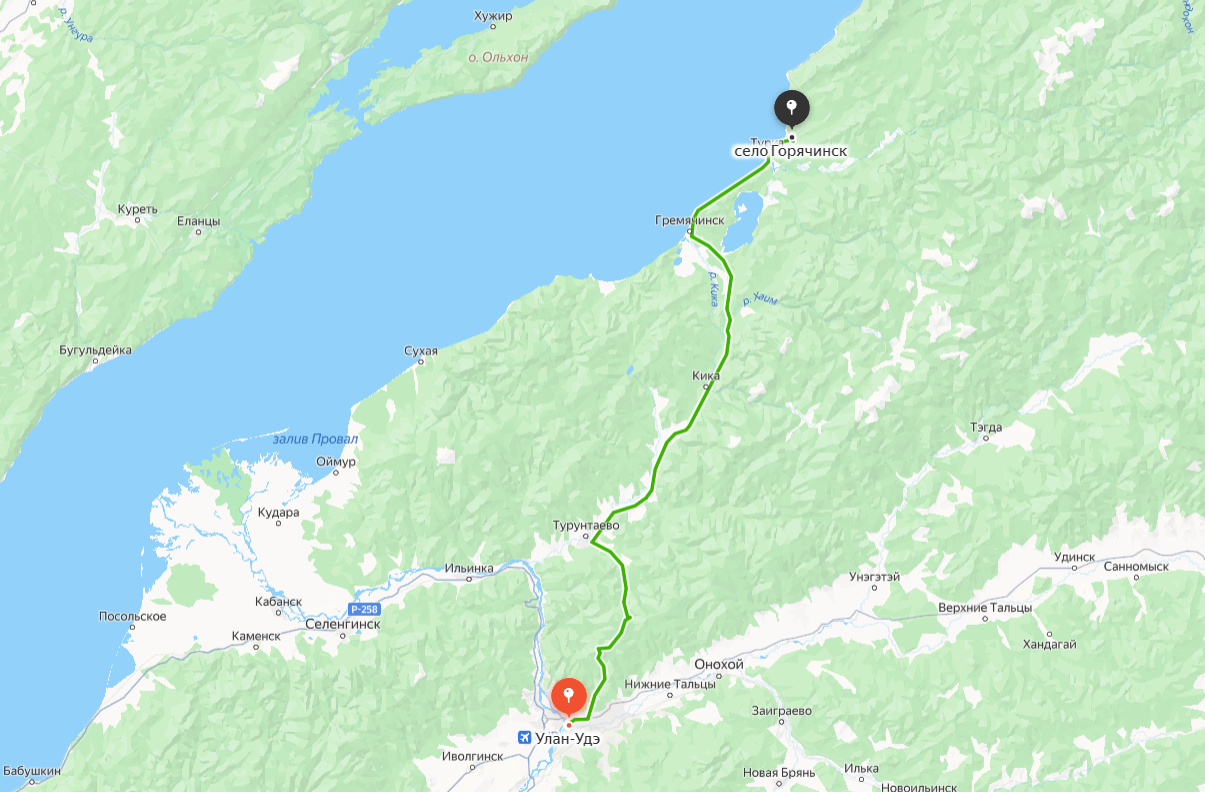 р. Унгура
Хужир
о. Ольхон
село Горячинск
Куреть
Еланцы
Гремячинск
р. Кика
р. Хаим
Бугульдейка
Сухая
Кика
Тэгда
залив Провал
Оймур
Кудара
Турунтаево
Ильинка
Удинск
Санномыск
Унэгэтэй
Верхние Тальцы
Хандагай
Посольское
Кабанск
Р-258
Селенгинск
Каменск
Онохой
Нижние Тальцы
Заиграево
Улан-Удэ
Иволгинск
Бабушкин
Новая Брянь
Илька
Новоильинск